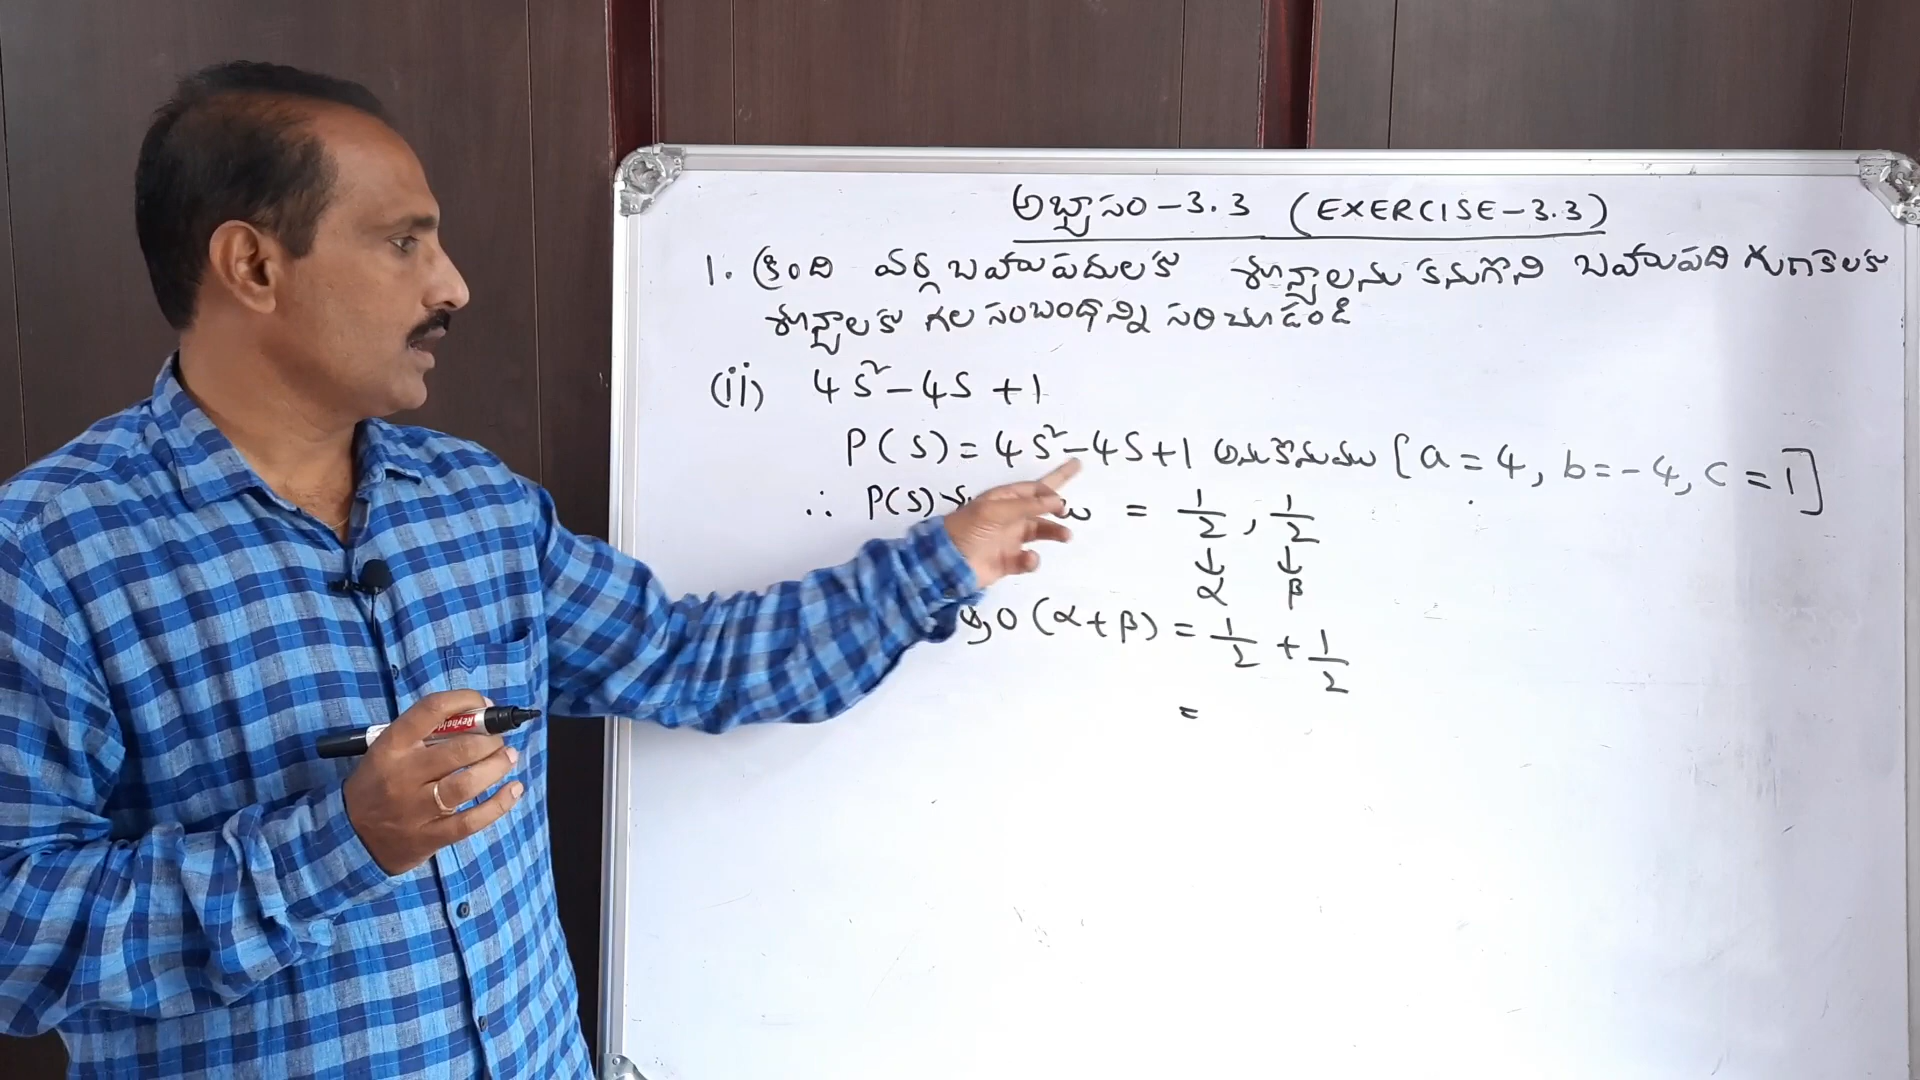 అభ్యాసం - 3.3 (EXERCISE - 3.3)
1. క్రింది వర్గ బహుపదులకు శూన్యాలను కనుగొని బహుపది గుణకాలకు
శూన్యాలకు గల సంబంధాన్ని సరిచూడండి
(ii) 4s² - 4s + 1
P(s) = 4s² - 4s + 1 అనుకొనుము [a = 4, b = -4, c = 1]
∴ P(s) = 1/2, 1/2
↓ ↓
α β
(α + β) = 1/2 + 1/2
=
Reynolds